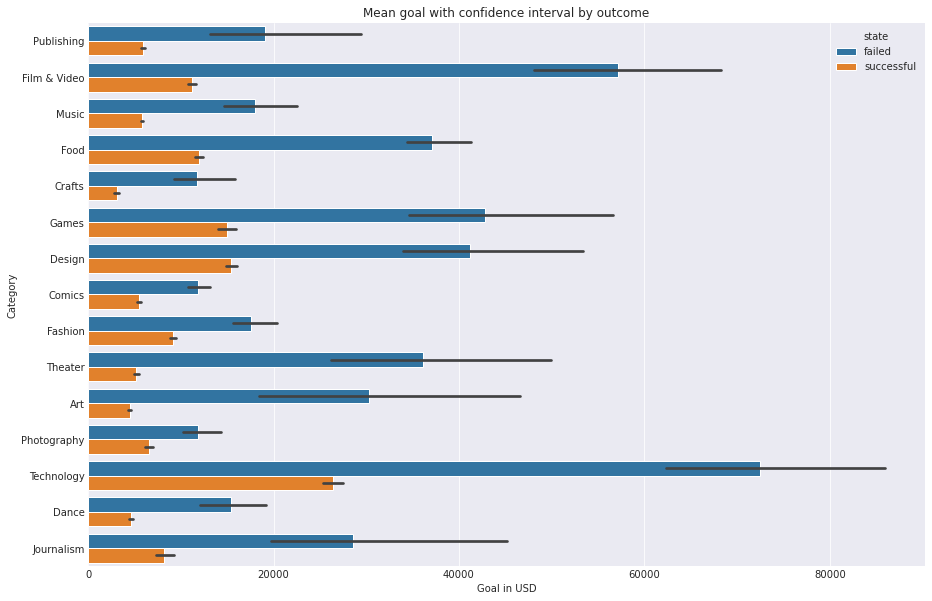 Mean goal with confidence interval by outcome
state
failed
successful
Category
Publishing
Film & Video
Music
Food
Crafts
Games
Design
Comics
Fashion
Theater
Art
Photography
Technology
Dance
Journalism
0 20000 40000 60000 80000
Goal in USD